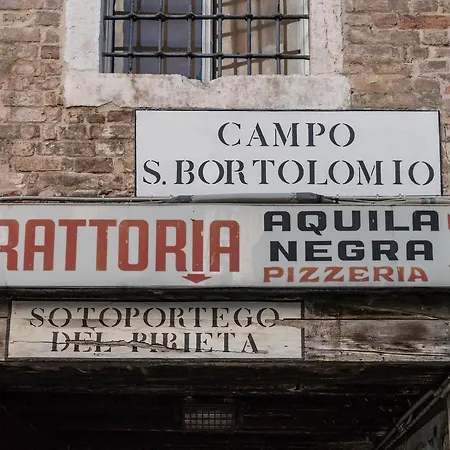 CAMPO
S. BORTOLOMIO
RATTORIA
AQUILA
NEGRA
PIZZERIA
SOTOPORTEGO
DEL PIRIETA